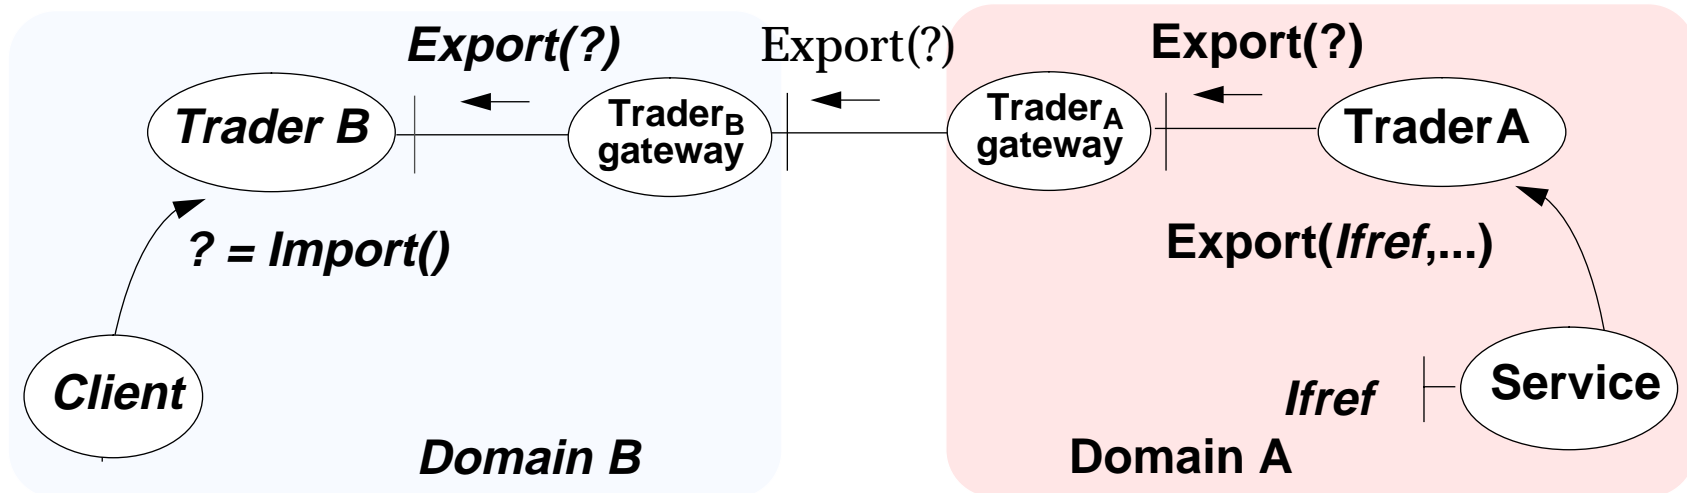 Export(?)
Export(?)
Export(?)
Trader B
Trader_B
gateway
Trader_A
gateway
Trader A
? = Import()
Export(Ifref,...)
Client
Ifref
Service
Domain B
Domain A